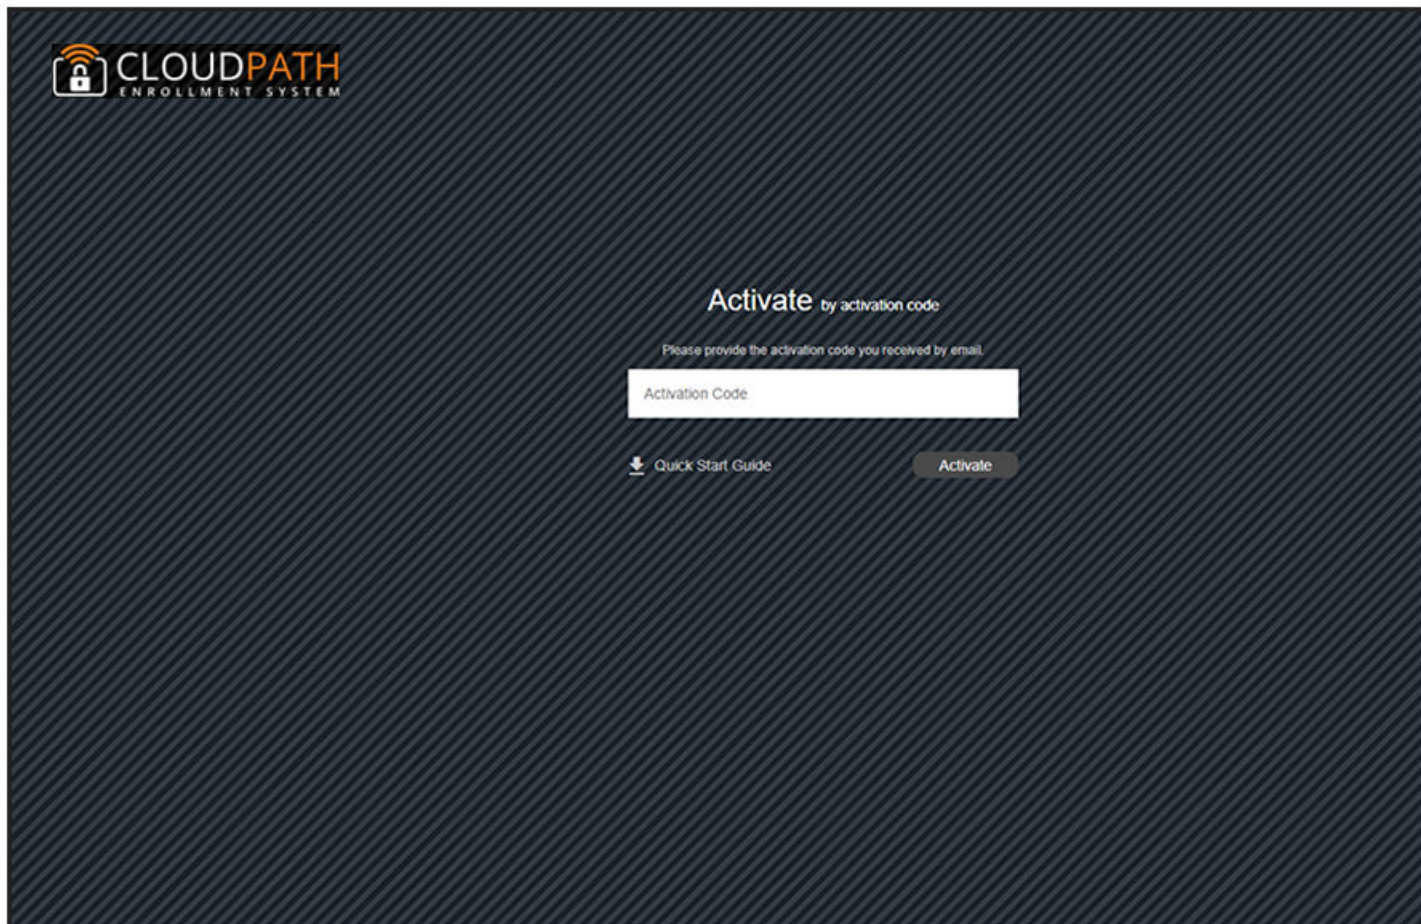 CLOUDPATH
ENROLLMENT SYSTEM
Activate by activation code
Please provide the activation code you received by email.
Activation Code
Quick Start Guide
Activate